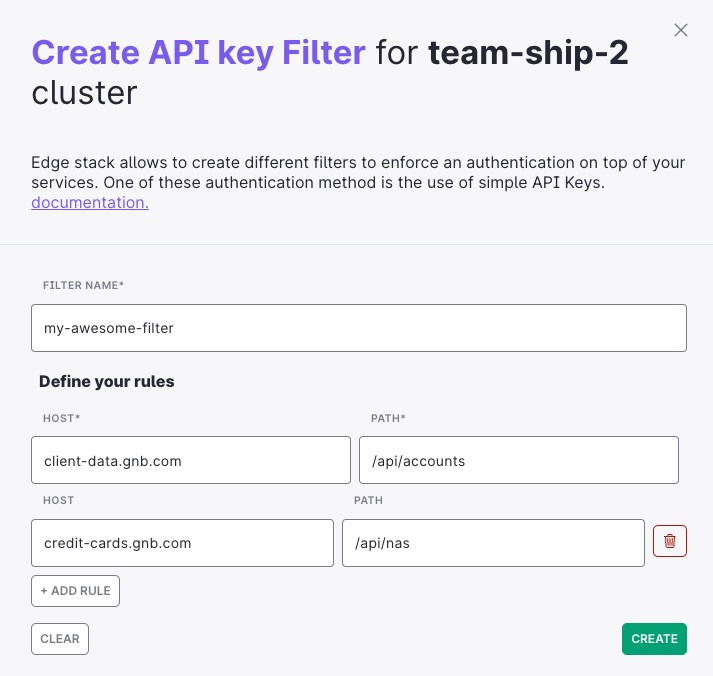 Create API key Filter for team-ship-2
cluster
Edge stack allows to create different filters to enforce an authentication on top of your
services. One of these authentication method is the use of simple API Keys.
documentation.
FILTER NAME*
my-awesome-filter
Define your rules
HOST* PATH*
client-data.gnb.com /api/accounts
HOST PATH
credit-cards.gnb.com /api/nas
+ ADD RULE
CLEAR CREATE